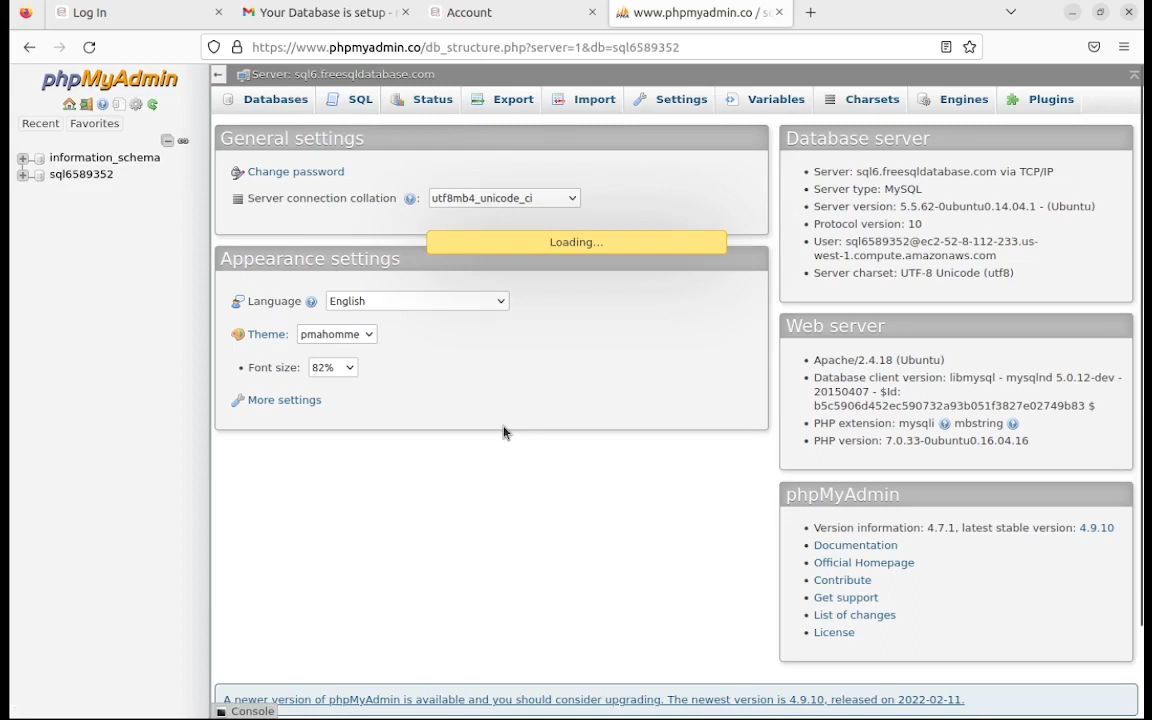 Log In
Your Database is setup -
Account
www.phpmyadmin.co / s
https://www.phpmyadmin.co/db_structure.php?server=1&db=sql6589352
phpMyAdmin
Recent
Favorites
information_schema
sql6589352
Server: sql6.freesqldatabase.com
Databases
SQL
Status
Export
Import
Settings
Variables
Charsets
Engines
Plugins
General settings
Change password
Server connection collation
:
utf8mb4_unicode_ci
Loading...
Appearance settings
Language
English
Theme:
pmahomme
• Font size:
82%
More settings
Database server
• Server: sql6.freesqldatabase.com via TCP/IP
• Server type: MySQL
• Server version: 5.5.62-0ubuntu0.14.04.1 - (Ubuntu)
• Protocol version: 10
• User: sql6589352@ec2-52-8-112-233.us-
west-1.compute.amazonaws.com
• Server charset: UTF-8 Unicode (utf8)
Web server
• Apache/2.4.18 (Ubuntu)
• Database client version: libmysql - mysqlnd 5.0.12-dev -
20150407 - $Id:
b5c5906d452ec590732a93b051f3827e02749b83 $
• PHP extension: mysqli
mbstring
• PHP version: 7.0.33-0ubuntu0.16.04.16
phpMyAdmin
• Version information: 4.7.1, latest stable version: 4.9.10
• Documentation
• Official Homepage
• Contribute
• Get support
• List of changes
• License
A newer version of phpMyAdmin is available and you should consider upgrading. The newest version is 4.9.10, released on 2022-02-11.
Console